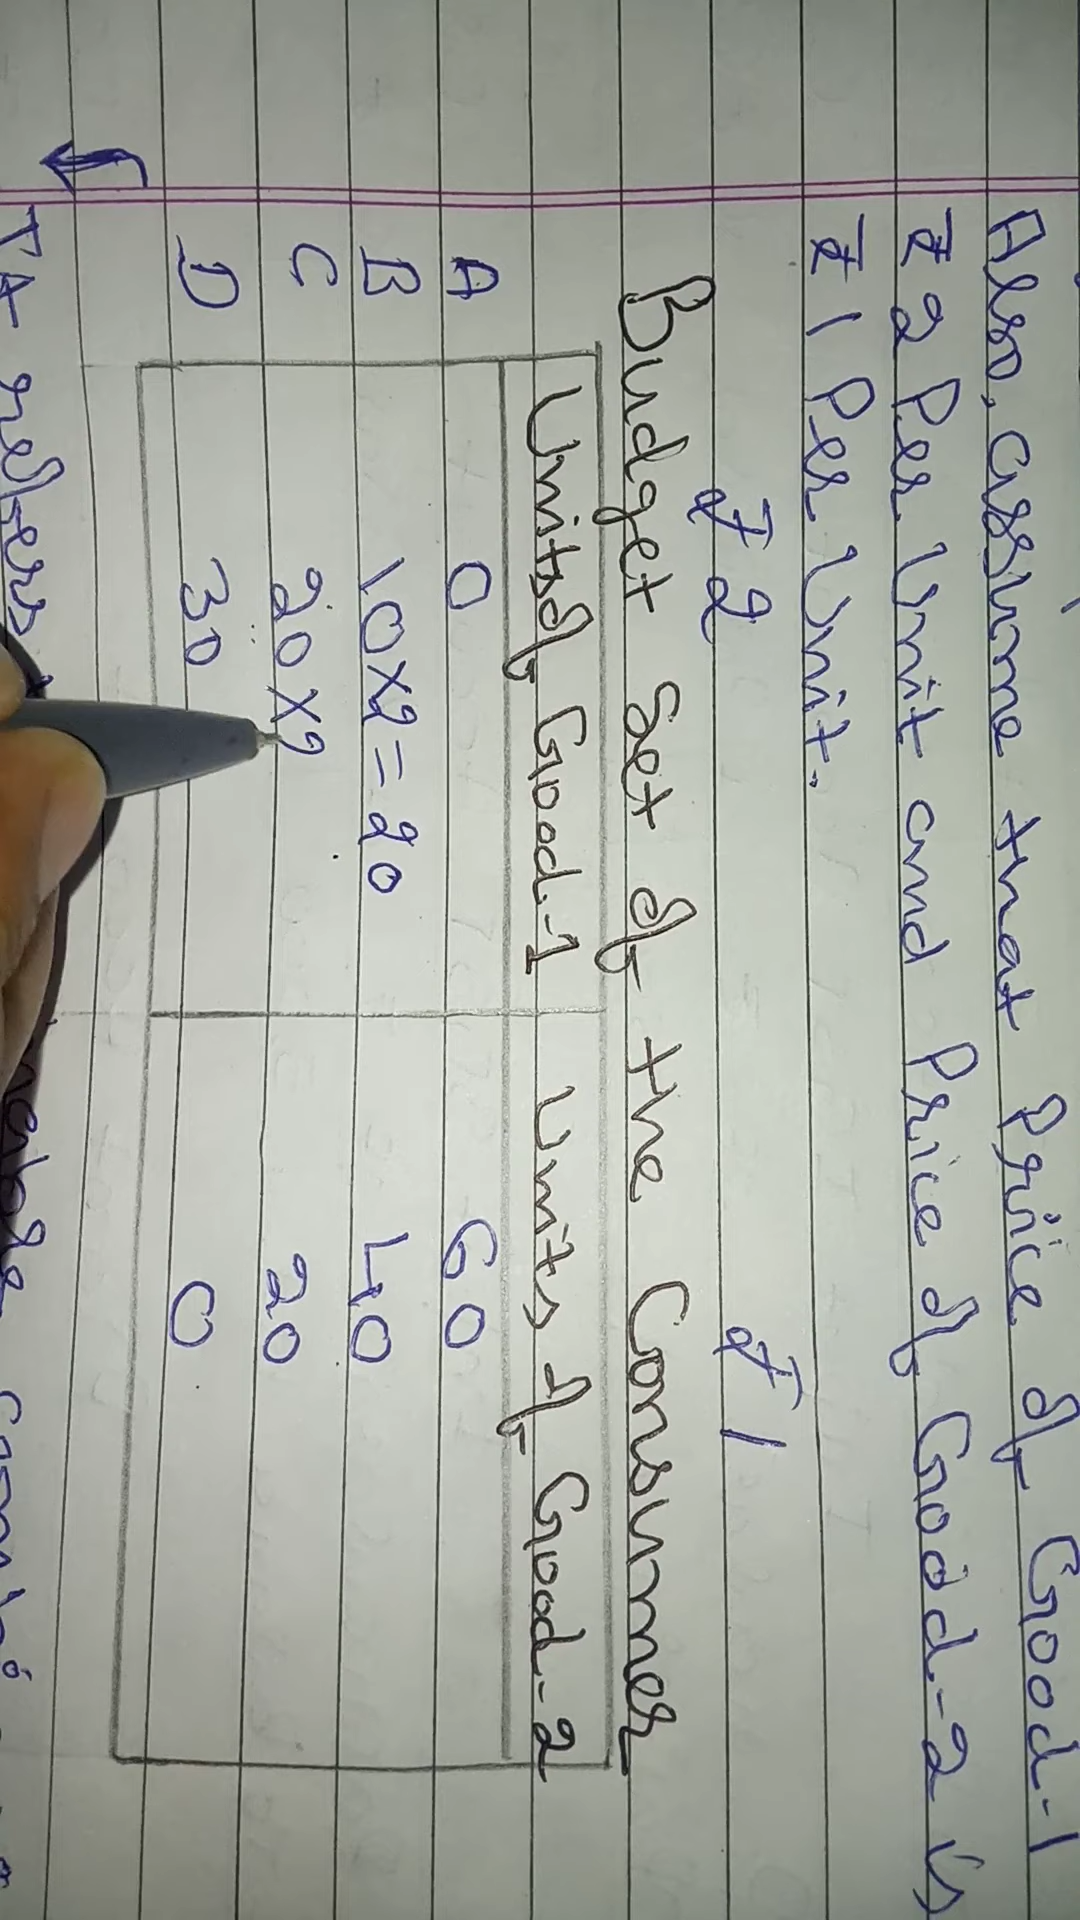 Also, assume that Price of Good-1
₹ 2 Per Unit and Price of Good-2 is
₹ 1 Per Unit.
₹ 2 ₹ 1
Budget Set of the Consumer
Units of Good-1 Units of Good-2
A 0 60
B 10×2=20 40
C 20×2 20
D 30 0
It refers